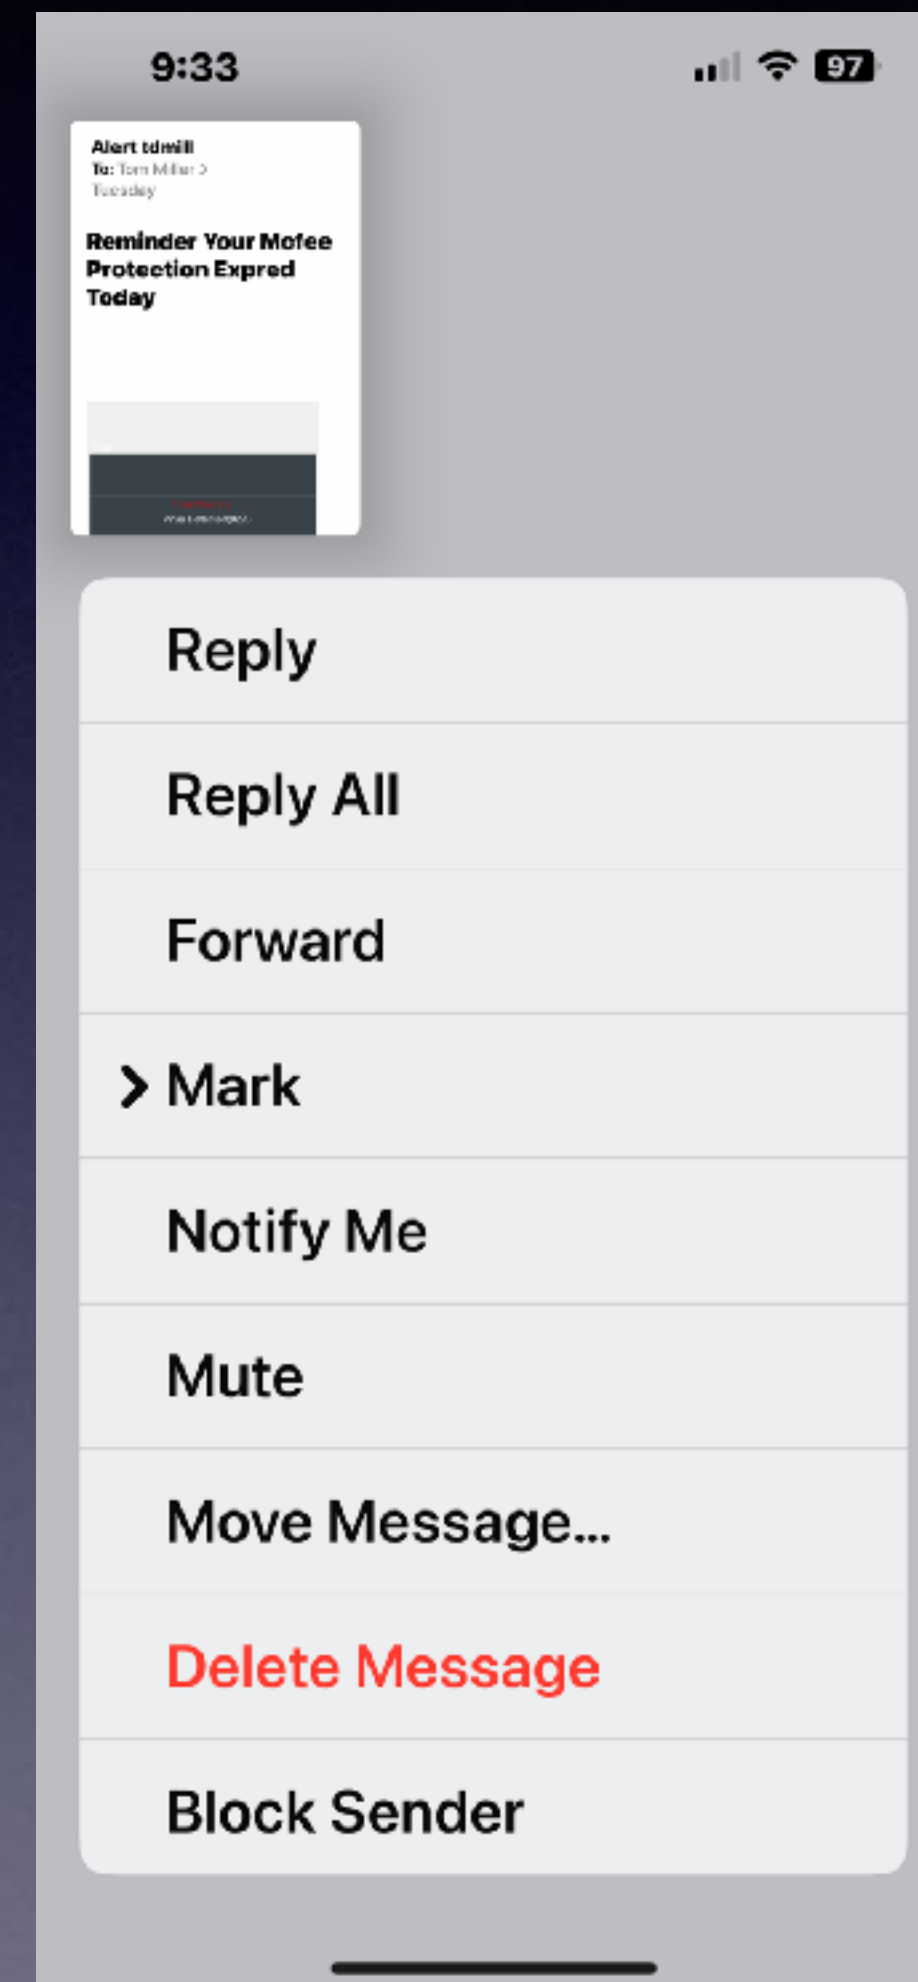 9:33
97
Alert tdmill
To: Tom Miller >
Tuesday
Reminder Your Mofee
Protection Expred
Today
Reply
Reply All
Forward
Mark
Notify Me
Mute
Move Message...
Delete Message
Block Sender